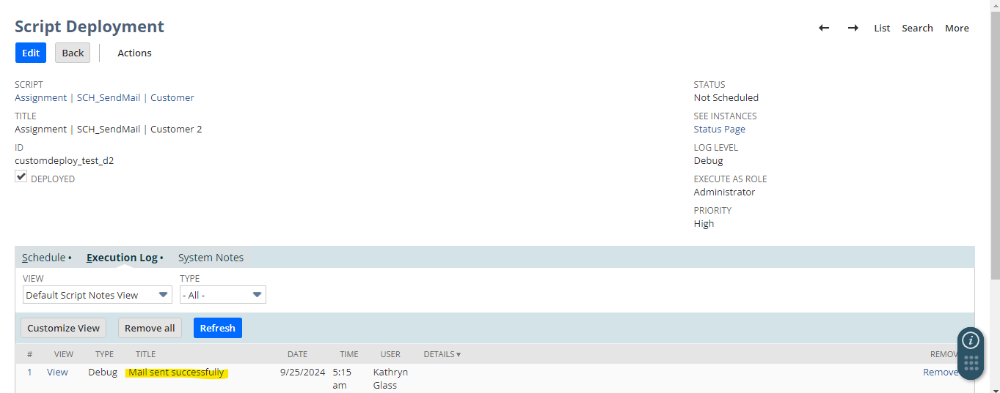 Script Deployment
List Search More
Edit Back Actions
SCRIPT
Assignment | SCH_SendMail | Customer
TITLE
Assignment | SCH_SendMail | Customer 2
ID
customdeploy_test_d2
DEPLOYED
STATUS
Not Scheduled
SEE INSTANCES
Status Page
LOG LEVEL
Debug
EXECUTE AS ROLE
Administrator
PRIORITY
High
Schedule • Execution Log • System Notes
VIEW TYPE
Default Script Notes View - All -
Customize View Remove all Refresh
# VIEW TYPE TITLE DATE TIME USER DETAILS ▾ REMOV
1 View Debug Mail sent successfully 9/25/2024 5:15 Kathryn Remove
am Glass